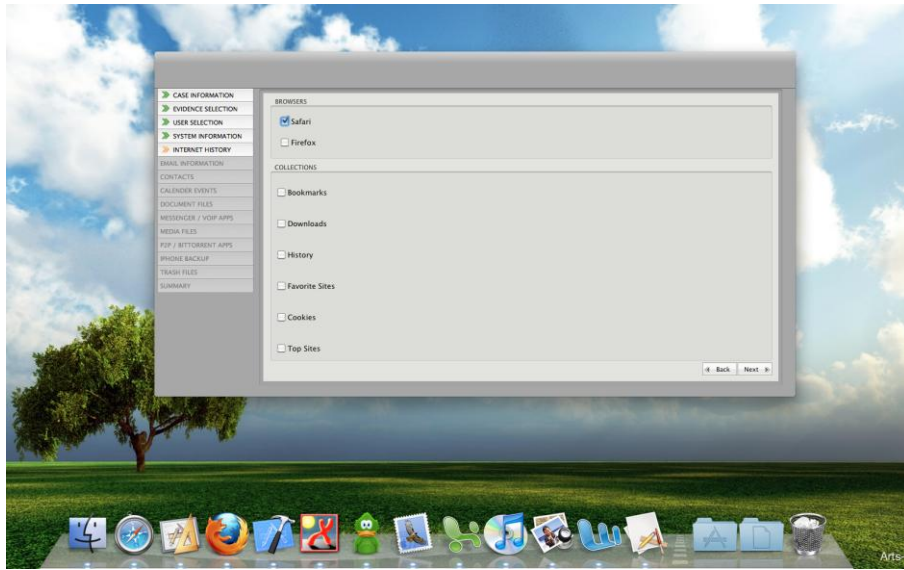 CASE INFORMATION
EVIDENCE SELECTION
USER SELECTION
SYSTEM INFORMATION
INTERNET HISTORY
EMAIL INFORMATION
CONTACTS
CALENDER EVENTS
DOCUMENT FILES
MESSENGER / VOIP APPS
MEDIA FILES
P2P / BITTORRENT APPS
IPHONE BACKUP
TRASH FILES
SUMMARY
BROWSERS
Safari
Firefox
COLLECTIONS
Bookmarks
Downloads
History
Favorite Sites
Cookies
Top Sites
Back Next
Arts